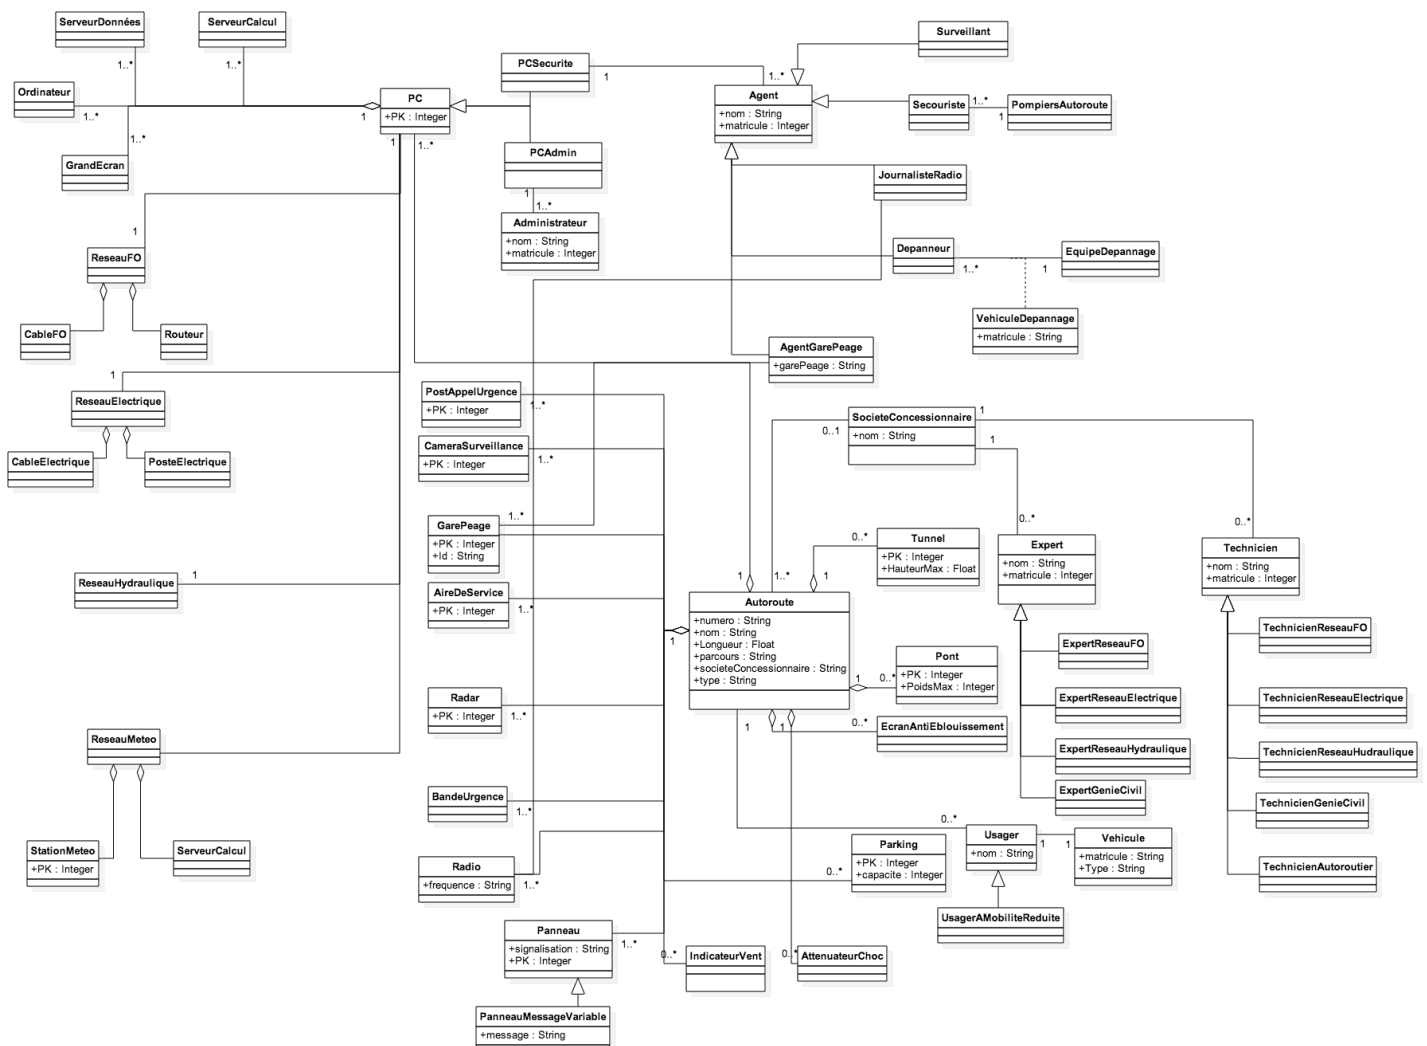 ServeurDonnées
1..*
ServeurCalcul
1..*
Ordinateur
1..*
GrandEcran
1..*
PC
+PK : Integer
1
1
1..*
PCSecurite
1
1..*
PCAdmin
1
1..*
Administrateur
+nom : String
+matricule : Integer
Agent
+nom : String
+matricule : Integer
Surveillant
Secouriste
1..*
1
PompiersAutoroute
JournalisteRadio
Depanneur
1..*
1
EquipeDepannage
VehiculeDepannage
+matricule : String
AgentGarePeage
+garePeage : String
1
ReseauFO
CableFO
Routeur
1
ReseauElectrique
CableElectrique
PosteElectrique
ReseauHydraulique
1
ReseauMeteo
StationMeteo
+PK : Integer
ServeurCalcul
PostAppelUrgence
+PK : Integer
1..*
CameraSurveillance
+PK : Integer
1..*
GarePeage
+PK : Integer
+Id : String
1..*
AireDeService
+PK : Integer
1..*
Radar
+PK : Integer
1..*
BandeUrgence
1..*
Radio
+frequence : String
1..*
Panneau
+signalisation : String
+PK : Integer
1..*
PanneauMessageVariable
+message : String
SocieteConcessionnaire
+nom : String
0..1
1
1
1..*
1
1
Autoroute
+numero : String
+nom : String
+Longueur : Float
+parcours : String
+societeConcessionnaire : String
+type : String
Tunnel
+PK : Integer
+HauteurMax : Float
0..*
1
Pont
+PK : Integer
+PoidsMax : Integer
1
0..*
EcranAntiEblouissement
0..*
1
1
Parking
+PK : Integer
+capacite : Integer
0..*
IndicateurVent
0..*
AttenuateurChoc
0..*
Usager
+nom : String
0..*
1
1
Vehicule
+matricule : String
+Type : String
UsagerAMobiliteReduite
Expert
+nom : String
+matricule : Integer
0..*
ExpertReseauFO
ExpertReseauElectrique
ExpertReseauHydraulique
ExpertGenieCivil
Technicien
+nom : String
+matricule : Integer
0..*
TechnicienReseauFO
TechnicienReseauElectrique
TechnicienReseauHudraulique
TechnicienGenieCivil
TechnicienAutoroutier